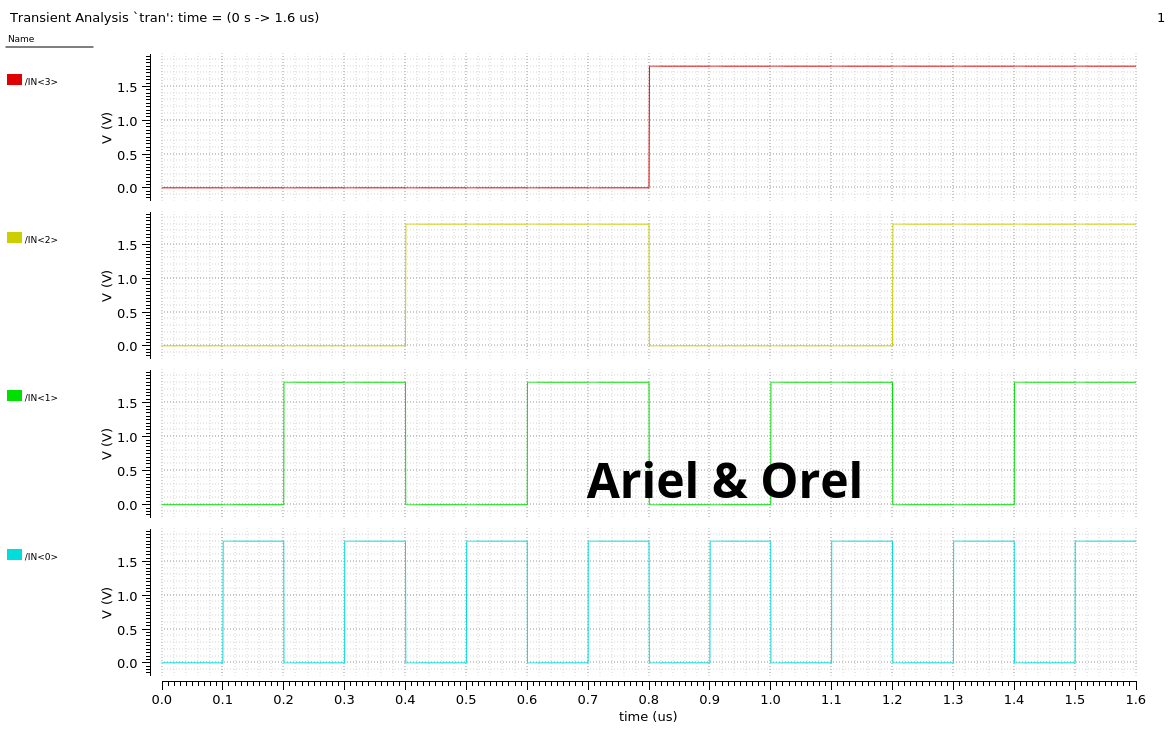 Transient Analysis `tran': time = (0 s -> 1.6 us)
1
Name
/IN<3>
V (V)
1.5
1.0
0.5
0.0
/IN<2>
V (V)
1.5
1.0
0.5
0.0
/IN<1>
V (V)
1.5
1.0
0.5
0.0
Ariel & Orel
/IN<0>
V (V)
1.5
1.0
0.5
0.0
0.0 0.1 0.2 0.3 0.4 0.5 0.6 0.7 0.8 0.9 1.0 1.1 1.2 1.3 1.4 1.5 1.6
time (us)